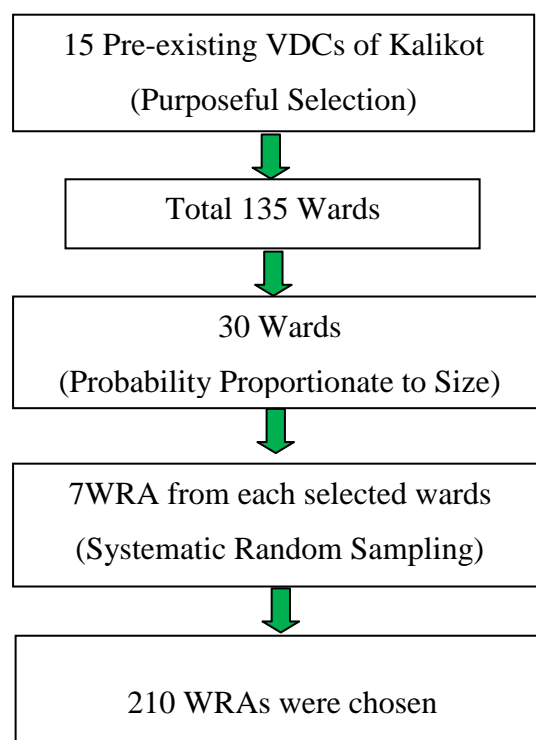 15 Pre-existing VDCs of Kalikot
(Purposeful Selection)
Total 135 Wards
30 Wards
(Probability Proportionate to Size)
7WRA from each selected wards
(Systematic Random Sampling)
210 WRAs were chosen